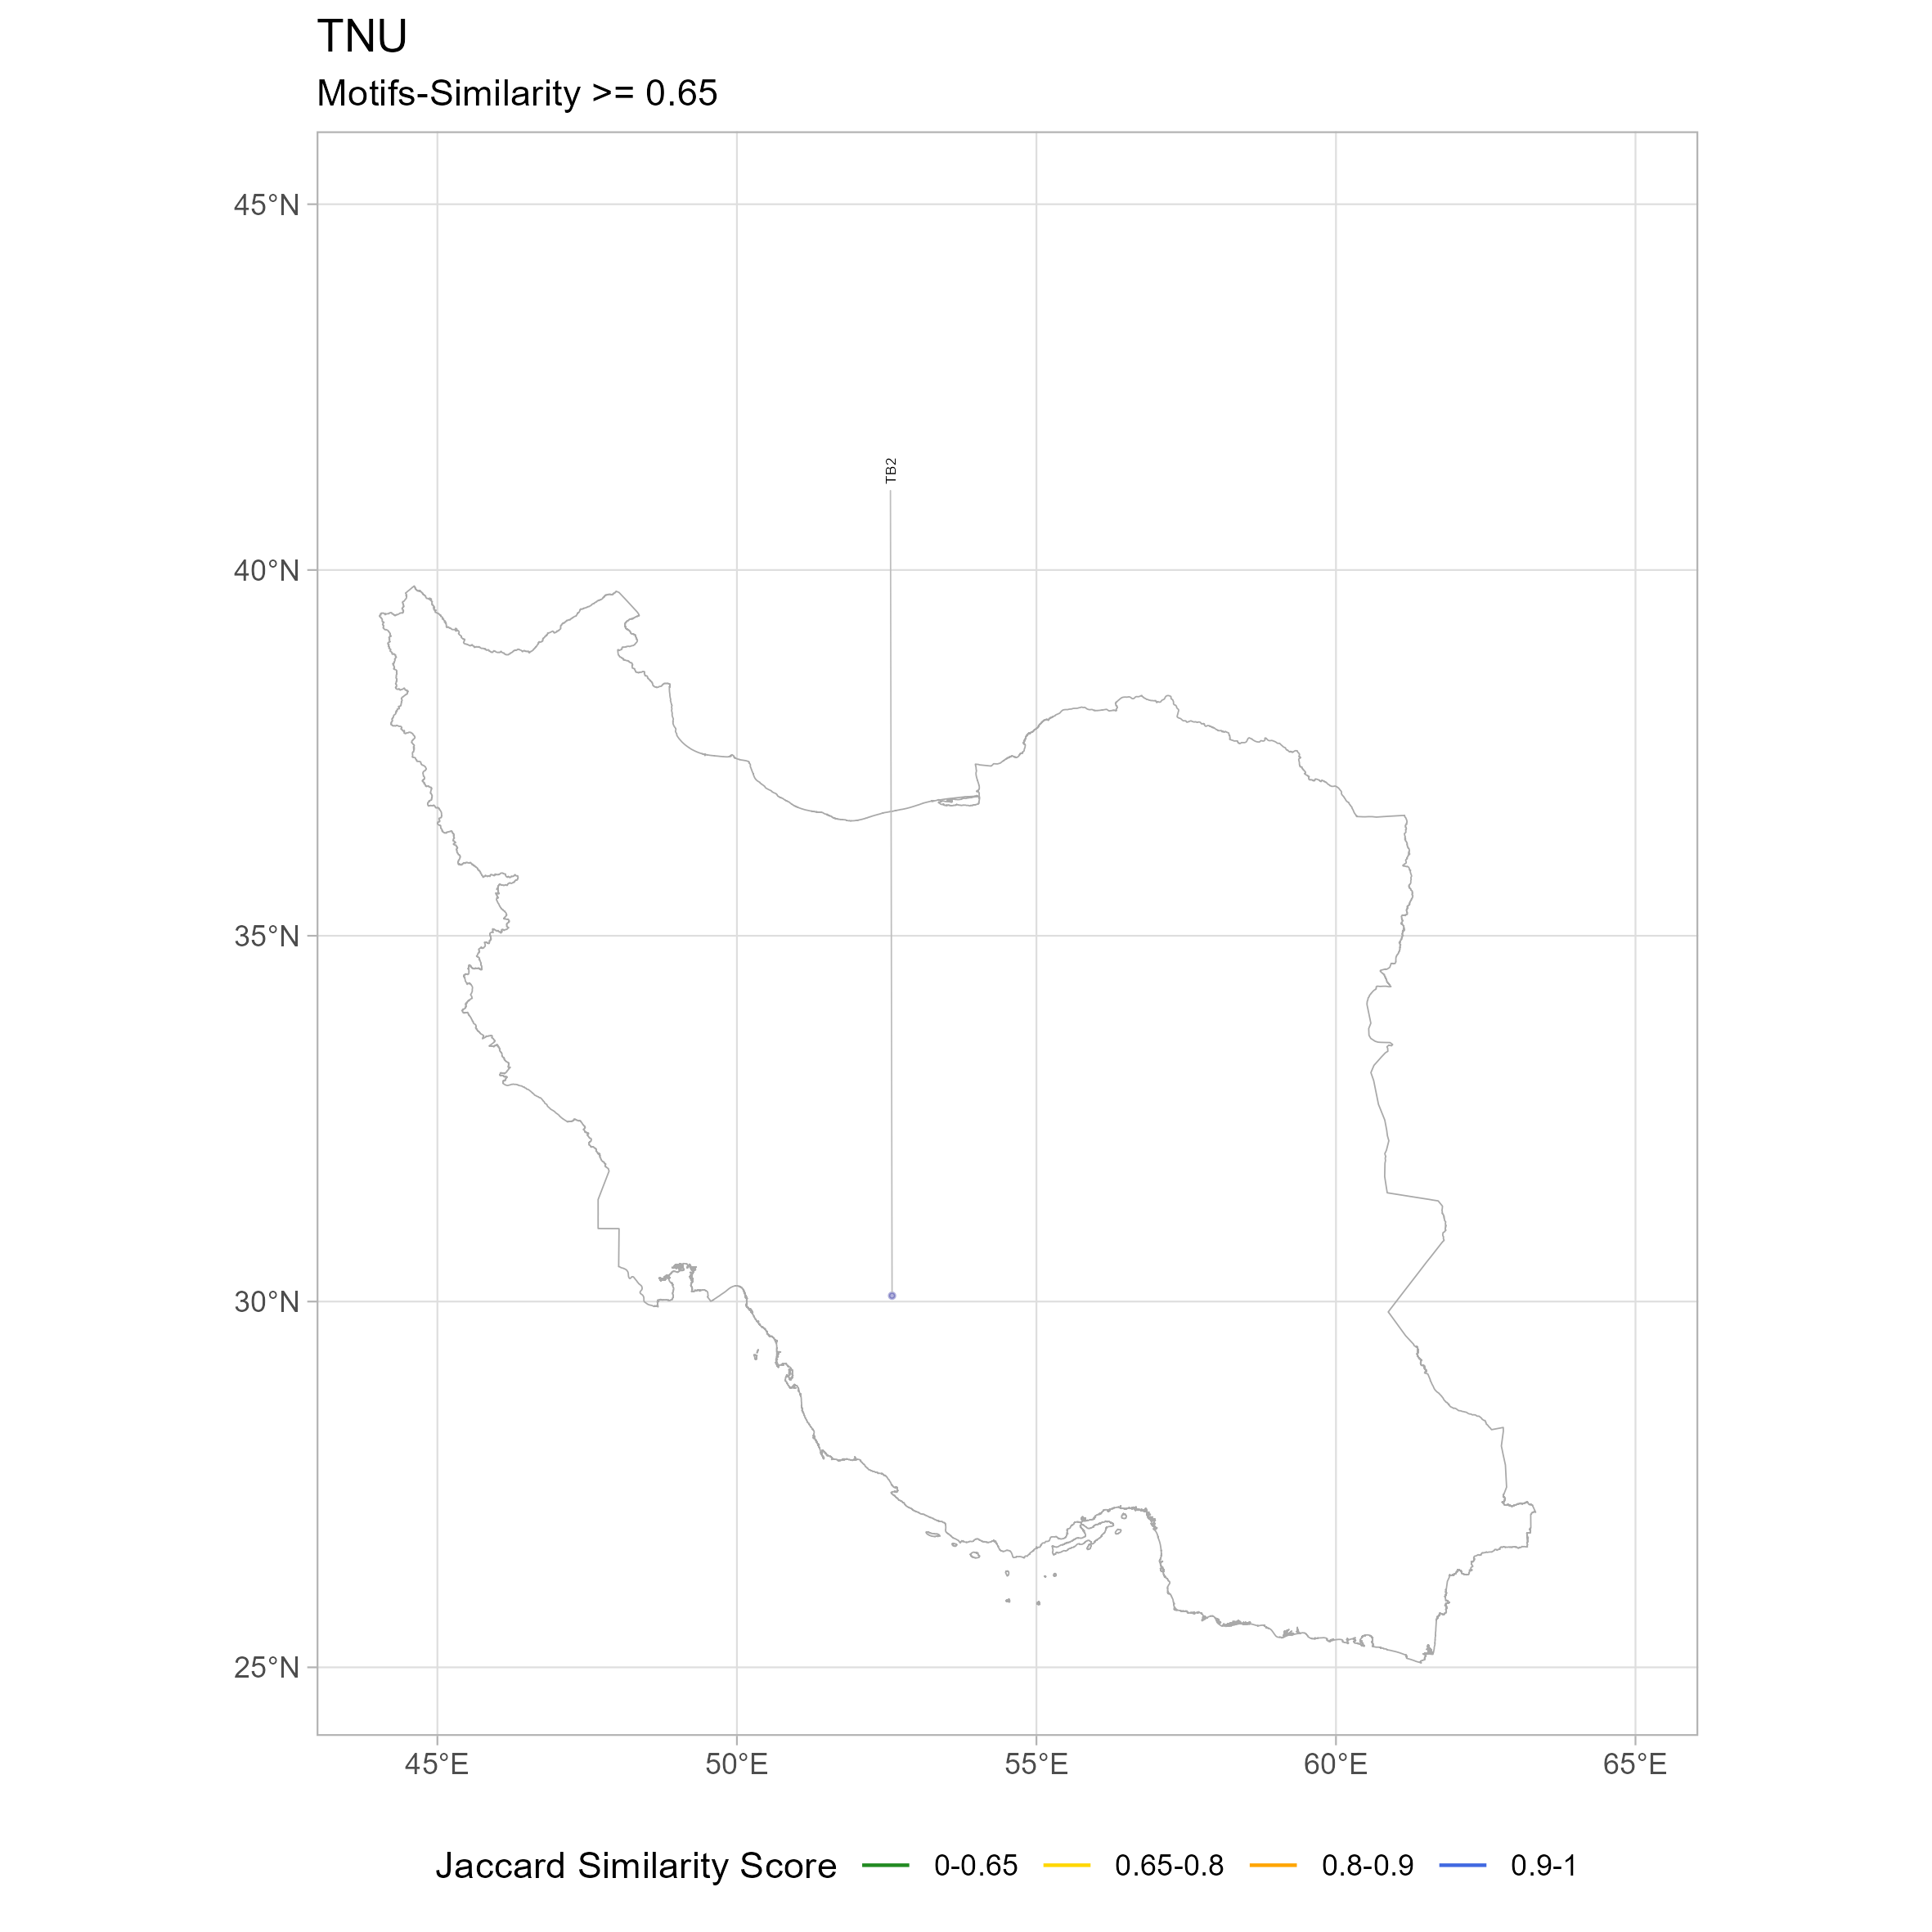 TNU
Motifs-Similarity >= 0.65
45°N
TB2
40°N
35°N
30°N
25°N
45°E 50°E 55°E 60°E 65°E
Jaccard Similarity Score 0-0.65 0.65-0.8 0.8-0.9 0.9-1